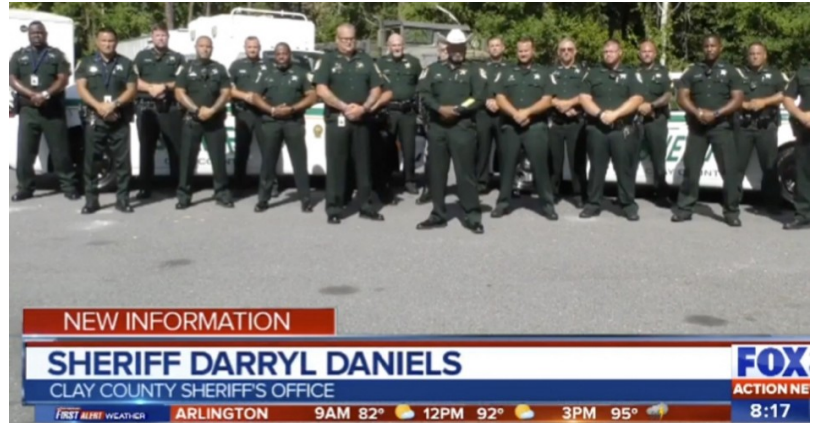 NEW INFORMATION
SHERIFF DARRYL DANIELS
CLAY COUNTY SHERIFF'S OFFICE
FOX
ACTION NE
FIRST ALERT WEATHER ARLINGTON 9AM 82° 12PM 92° 3PM 95° 8:17